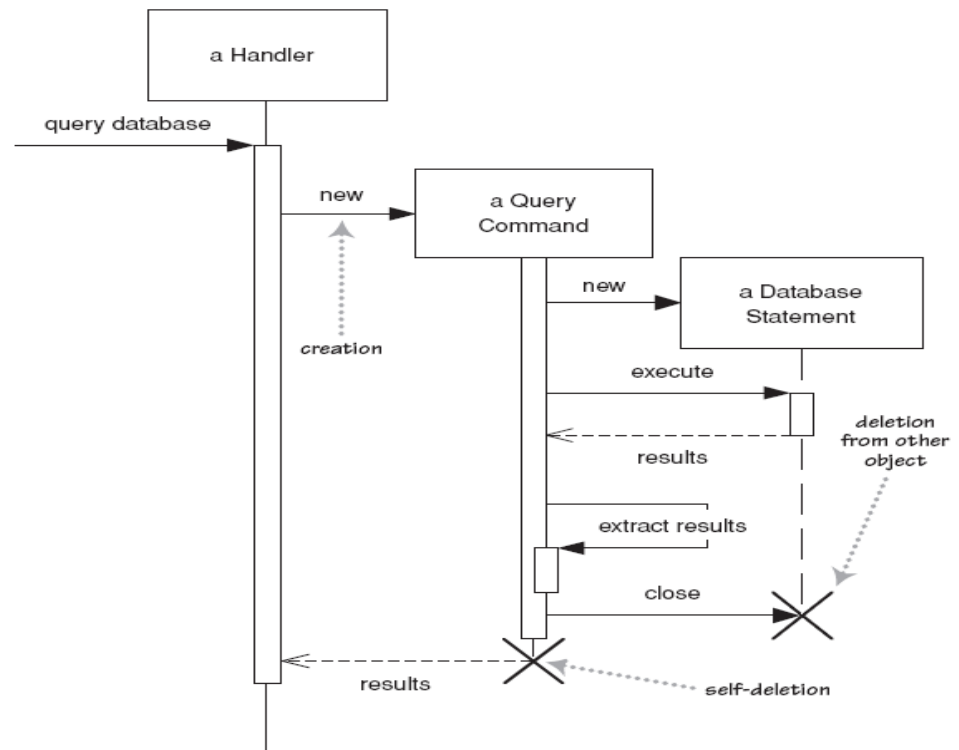 a Handler
query database
new
a Query
Command
creation
new
a Database
Statement
execute
deletion
from other
object
results
extract results
close
results
self-deletion